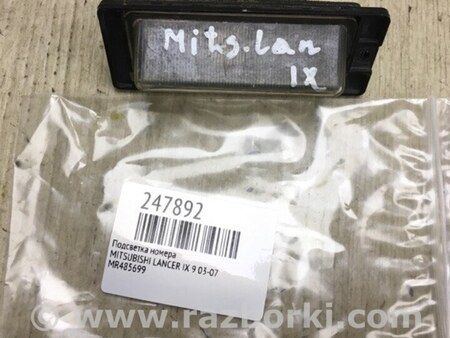 Mits.Lan
IX
247892
Подсветка номера
MITSUBISHI LANCER IX 9 03-07
MR485699
© www.razborki.com